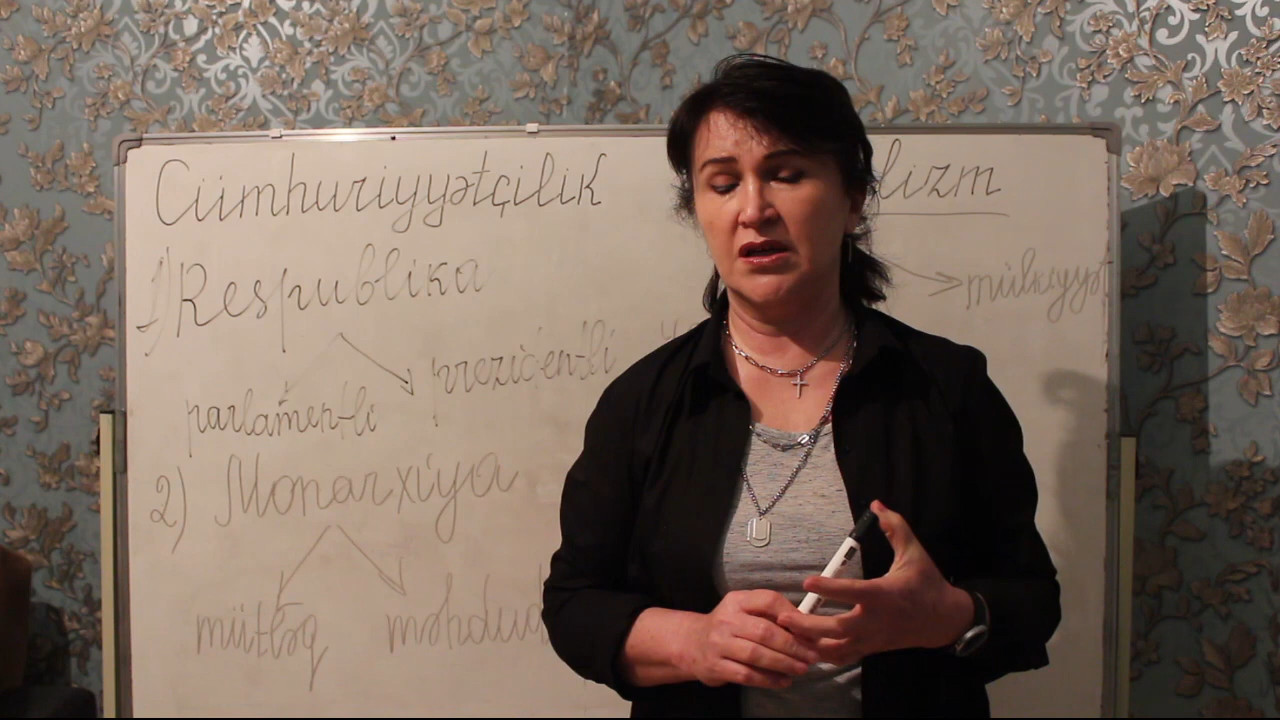 Cümhuriyyətçilik
lizm
1) Respublika
mülkiyyət
parlamentli
prezidentli
2) Monarxiya
mütləq
məhdud